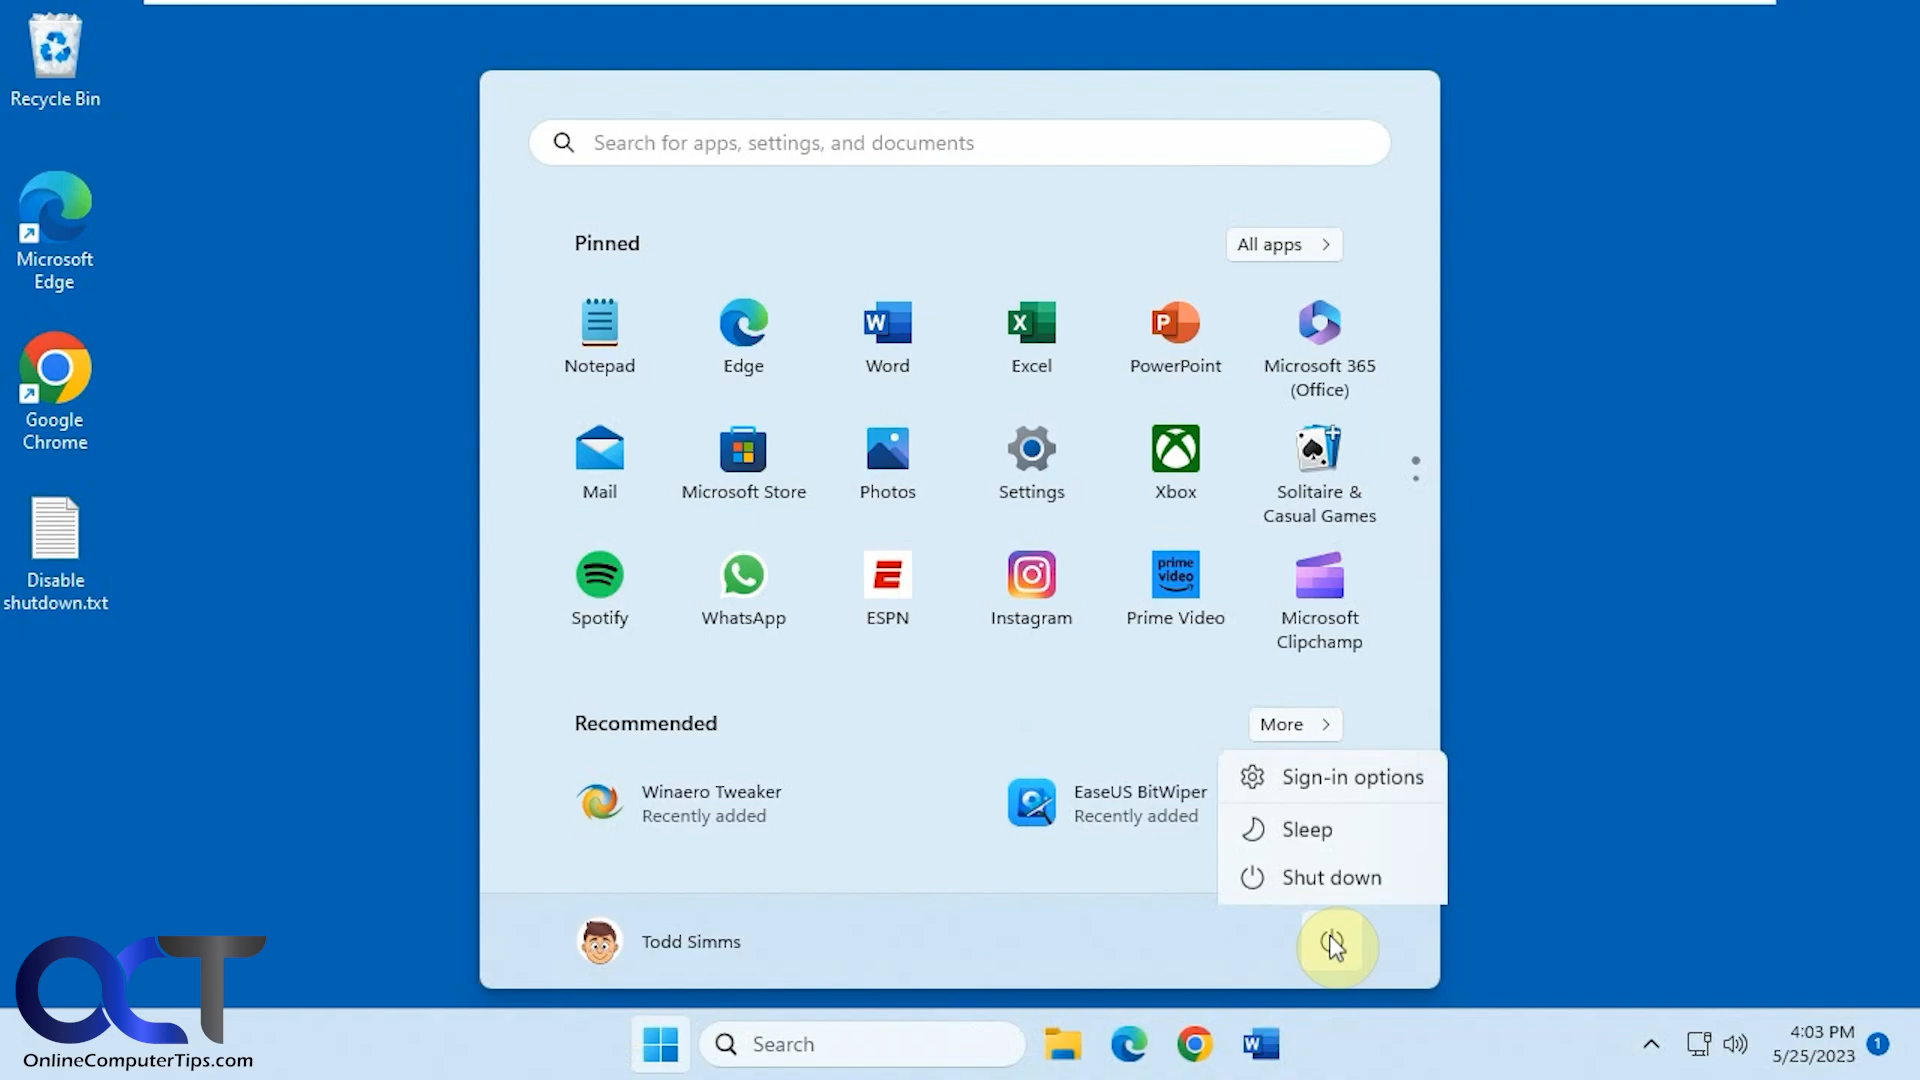 Recycle Bin
Microsoft
Edge
Google
Chrome
Disable
shutdown.txt
Search for apps, settings, and documents
Pinned
All apps
Notepad
Edge
Word
Excel
PowerPoint
Microsoft 365
(Office)
Mail
Microsoft Store
Photos
Settings
Xbox
Solitaire &
Casual Games
prime
video
Spotify
WhatsApp
ESPN
Instagram
Prime Video
Microsoft
Clipchamp
Recommended
More
Winaero Tweaker
Recently added
EaseUS BitWiper
Recently added
Sign-in options
Sleep
Shut down
Todd Simms
OCT
OnlineComputerTips.com
Search
4:03 PM
5/25/2023
1